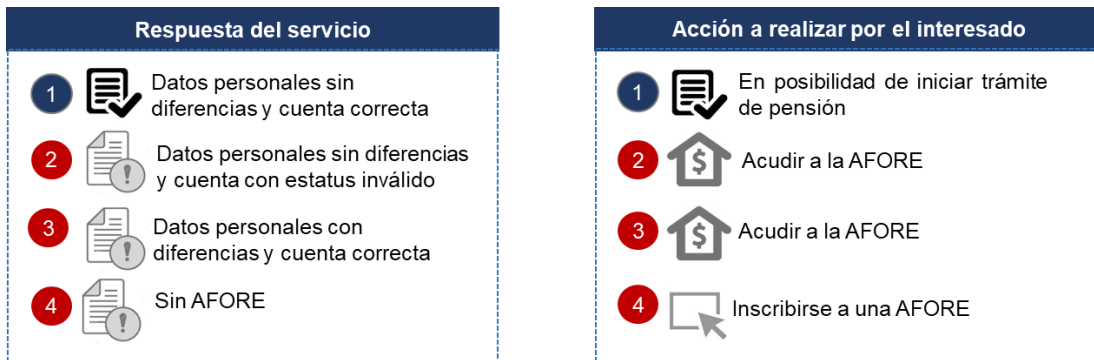 Respuesta del servicio
1
Datos personales sin
diferencias y cuenta correcta
2
Datos personales sin diferencias
y cuenta con estatus inválido
3
Datos personales con
diferencias y cuenta correcta
4
Sin AFORE
Acción a realizar por el interesado
1
En posibilidad de iniciar trámite
de pensión
2
$
Acudir a la AFORE
3
$
Acudir a la AFORE
4
Inscribirse a una AFORE